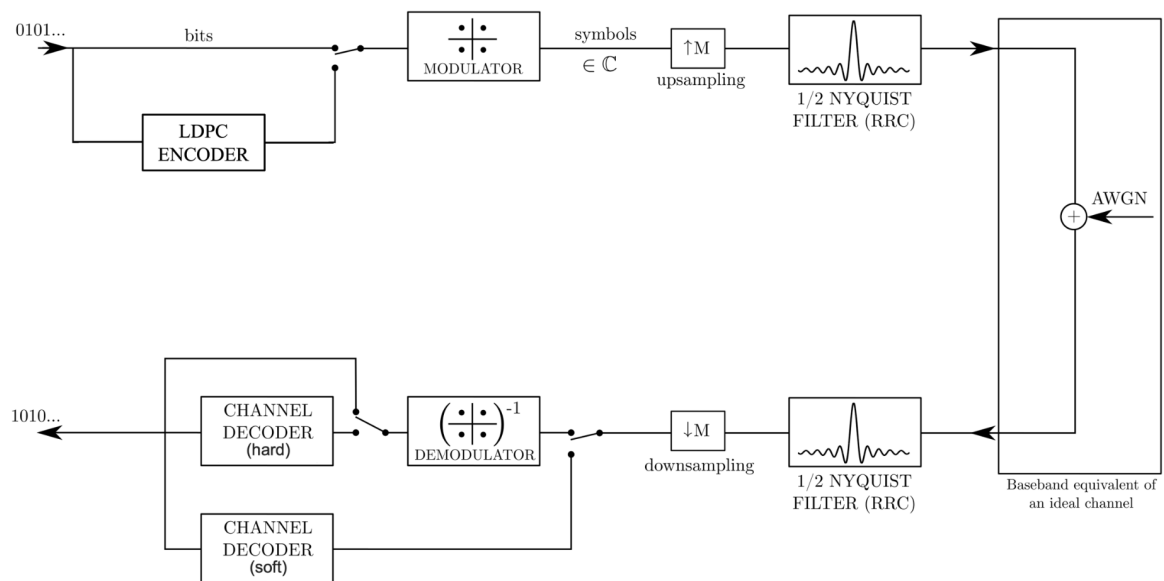 0101...
bits
LDPC
ENCODER
MODULATOR
symbols
∈ ℂ
↑M
upsampling
1/2 NYQUIST
FILTER (RRC)
+
AWGN
Baseband equivalent of
an ideal channel
1010...
CHANNEL
DECODER
(hard)
( )-1
DEMODULATOR
↓M
downsampling
1/2 NYQUIST
FILTER (RRC)
CHANNEL
DECODER
(soft)